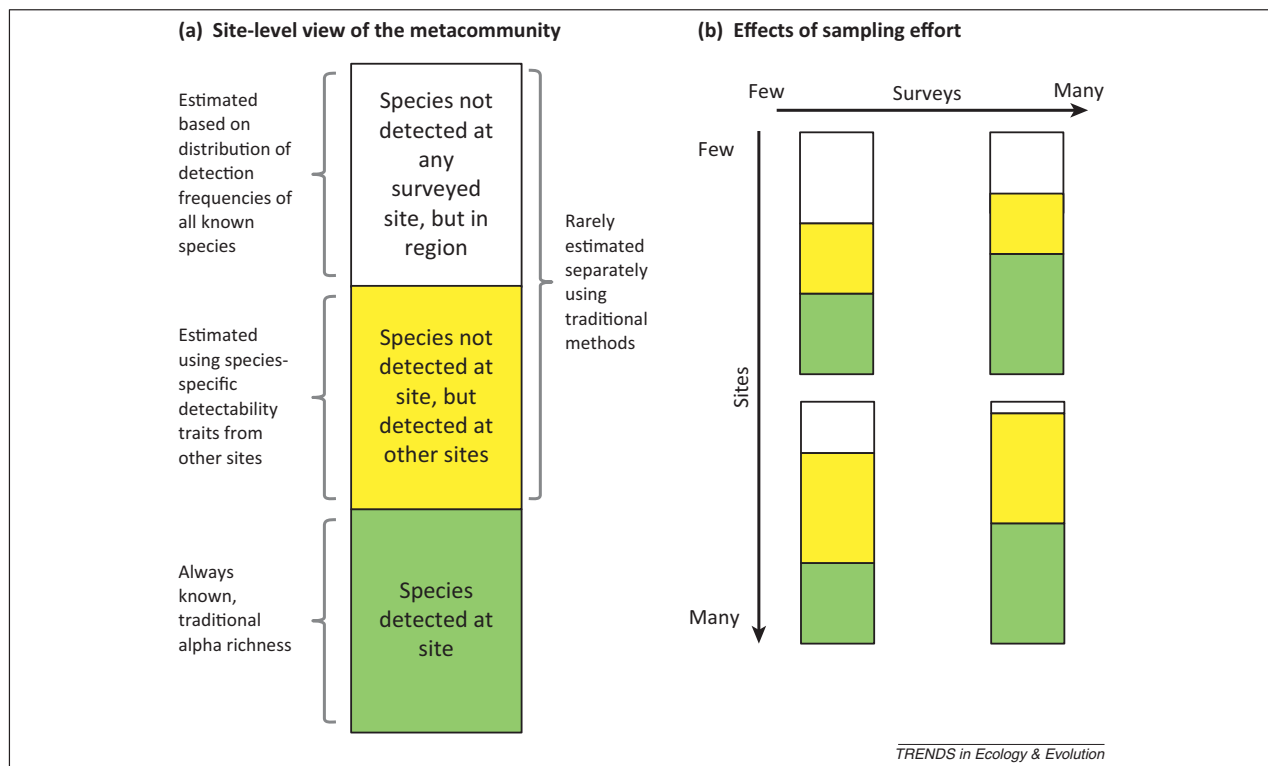 (a) Site-level view of the metacommunity
Estimated
based on
distribution of
detection
frequencies of
all known
species
Species not
detected at
any
surveyed
site, but in
region
Rarely
estimated
separately
using
traditional
methods
Estimated
using species-
specific
detectability
traits from
other sites
Species not
detected at
site, but
detected at
other sites
Always
known,
traditional
alpha richness
Species
detected at
site
(b) Effects of sampling effort
Few
Surveys
Many
Few
Sites
Many
TRENDS in Ecology & Evolution